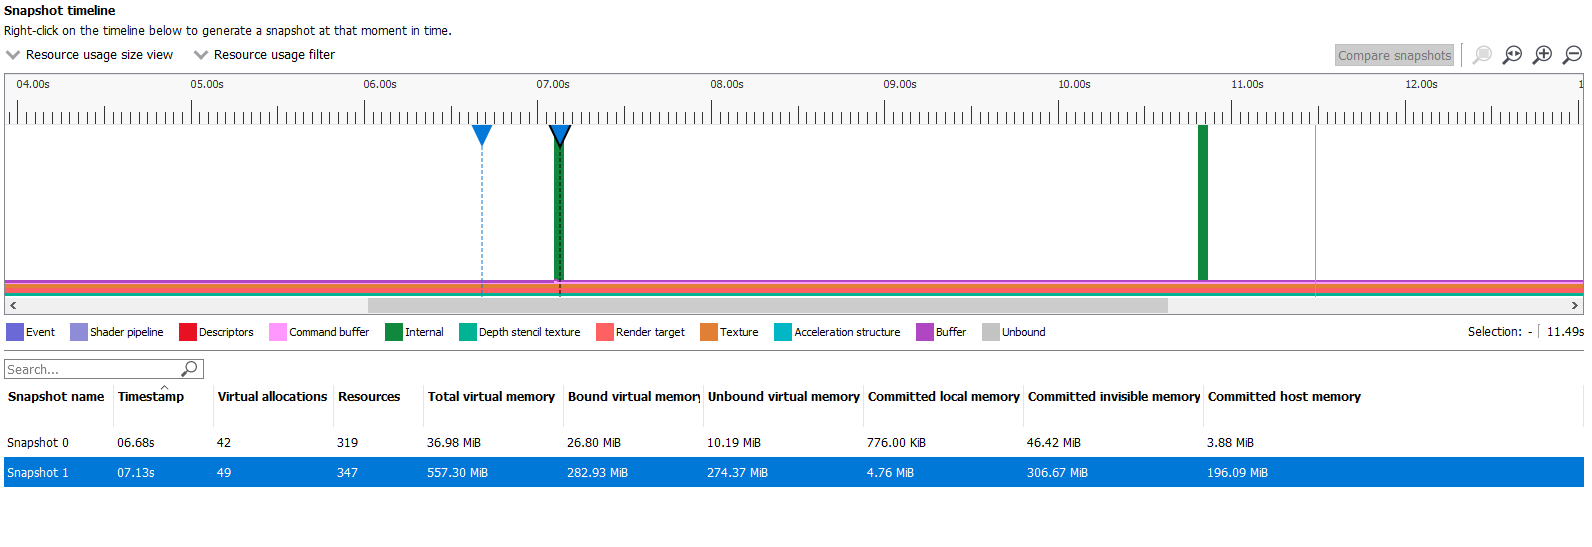 Snapshot timeline
Right-click on the timeline below to generate a snapshot at that moment in time.
Resource usage size view Resource usage filter Compare snapshots
04.00s 05.00s 06.00s 07.00s 08.00s 09.00s 10.00s 11.00s 12.00s 1
Event Shader pipeline Descriptors Command buffer Internal Depth stencil texture Render target Texture Acceleration structure Buffer Unbound Selection: - 11.49s
Search...
Snapshot name Timestamp Virtual allocations Resources Total virtual memory Bound virtual memory Unbound virtual memory Committed local memory Committed invisible memory Committed host memory
Snapshot 0 06.68s 42 319 36.98 MiB 26.80 MiB 10.19 MiB 776.00 KiB 46.42 MiB 3.88 MiB
Snapshot 1 07.13s 49 347 557.30 MiB 282.93 MiB 274.37 MiB 4.76 MiB 306.67 MiB 196.09 MiB